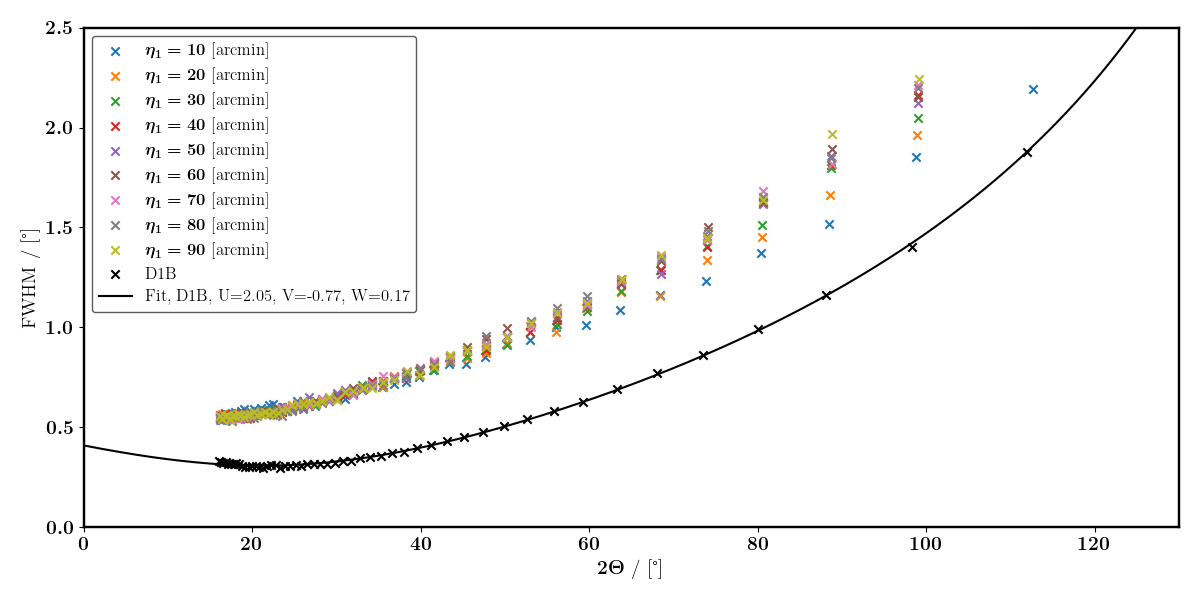 2.5
2.0
1.5
1.0
0.5
0.0
FWHM / [°]
η₁ = 10 [arcmin]
η₁ = 20 [arcmin]
η₁ = 30 [arcmin]
η₁ = 40 [arcmin]
η₁ = 50 [arcmin]
η₁ = 60 [arcmin]
η₁ = 70 [arcmin]
η₁ = 80 [arcmin]
η₁ = 90 [arcmin]
D1B
Fit, D1B, U=2.05, V=-0.77, W=0.17
0 20 40 60 80 100 120
2Θ / [°]